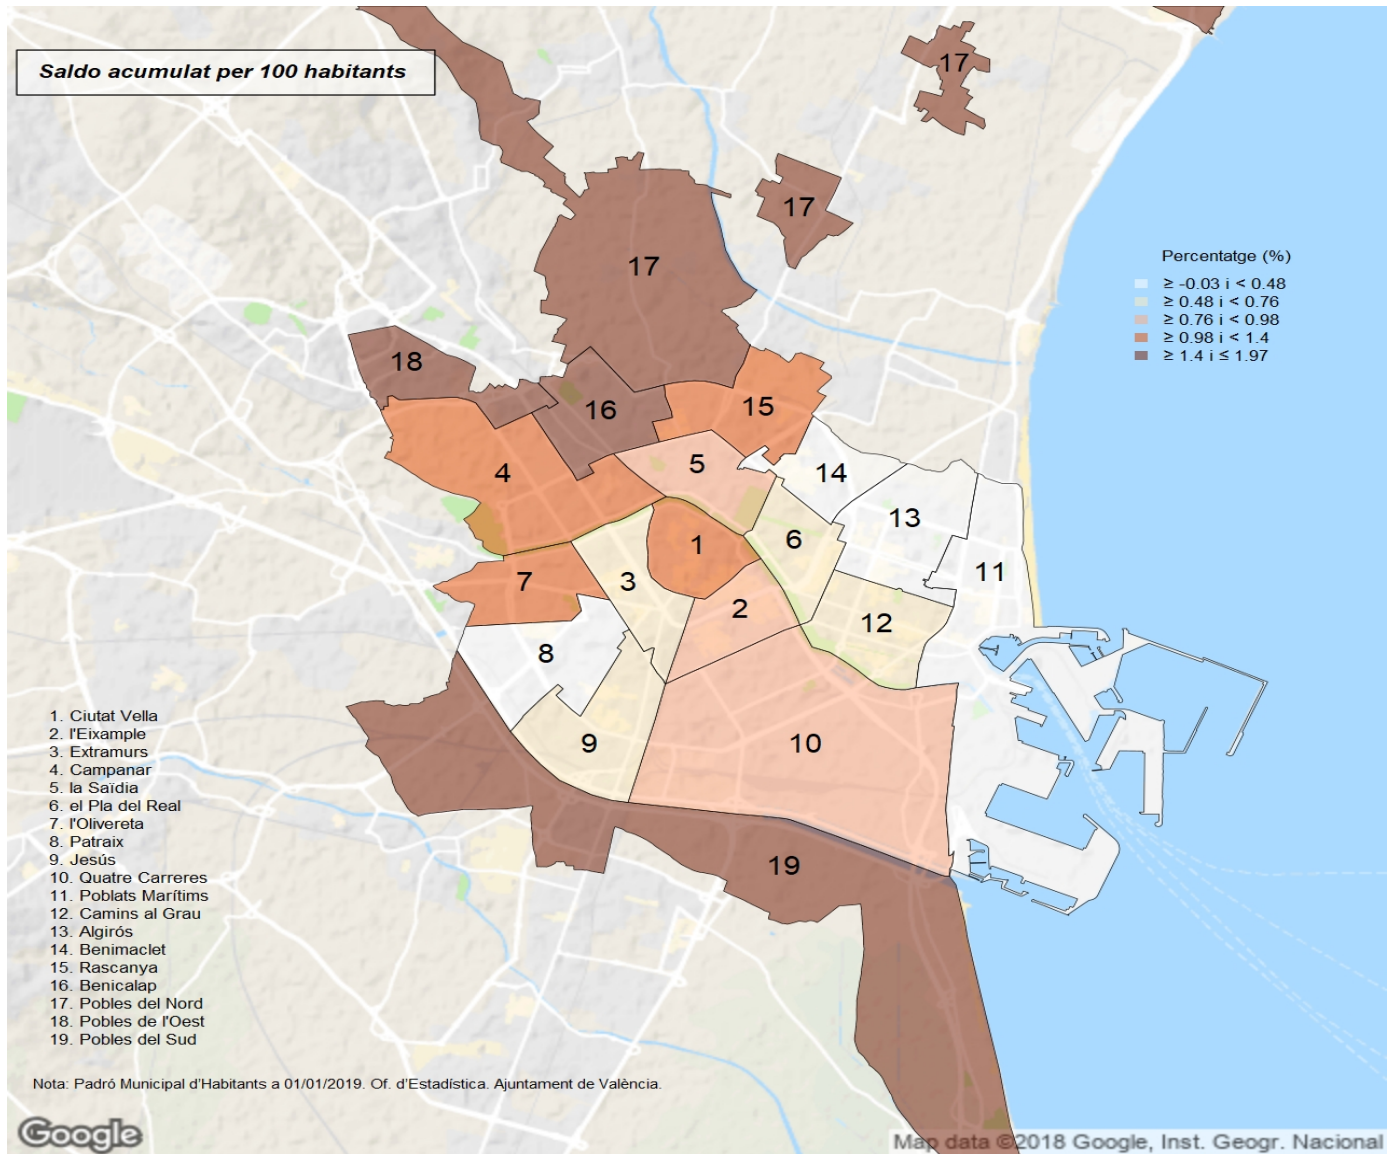 Saldo acumulat per 100 habitants
17
17
17
Percentatge (%)
≥ -0.03 i < 0.48
≥ 0.48 i < 0.76
≥ 0.76 i < 0.98
≥ 0.98 i < 1.4
≥ 1.4 i ≤ 1.97
18
16
15
4
5
14
13
1
6
7
3
11
2
12
8
9
10
19
1. Ciutat Vella
2. l'Eixample
3. Extramurs
4. Campanar
5. la Saïdia
6. el Pla del Real
7. l'Olivereta
8. Patraix
9. Jesús
10. Quatre Carreres
11. Poblats Marítims
12. Camins al Grau
13. Algirós
14. Benimaclet
15. Rascanya
16. Benicalap
17. Pobles del Nord
18. Pobles de l'Oest
19. Pobles del Sud
Nota: Padró Municipal d'Habitants a 01/01/2019. Of. d'Estadística. Ajuntament de València.
Google
Map data ©2018 Google, Inst. Geogr. Nacional